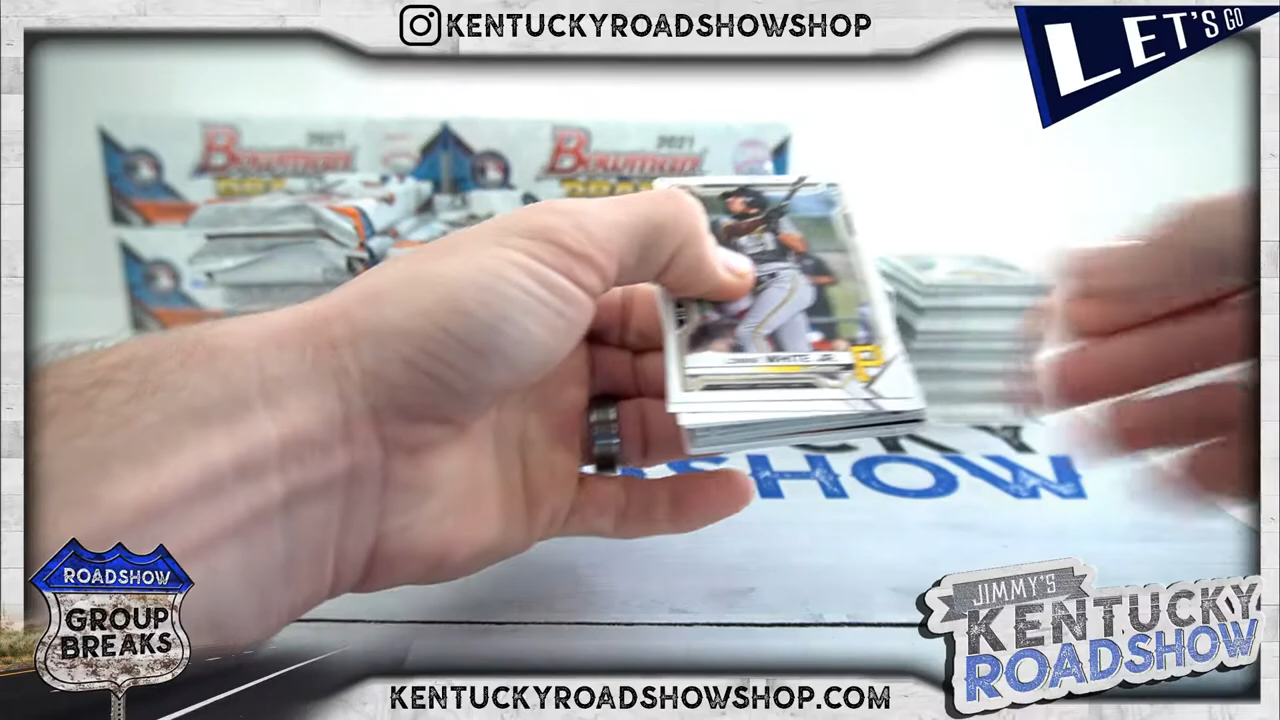 KENTUCKYROADSHOWSHOP
LET'S GO
2021
Bowman
2021
Bowman
WHITE JR.
P
SHOW
ROADSHOW
GROUP
BREAKS
JIMMY'S
KENTUCKY
ROADSHOW
KENTUCKYROADSHOWSHOP.COM